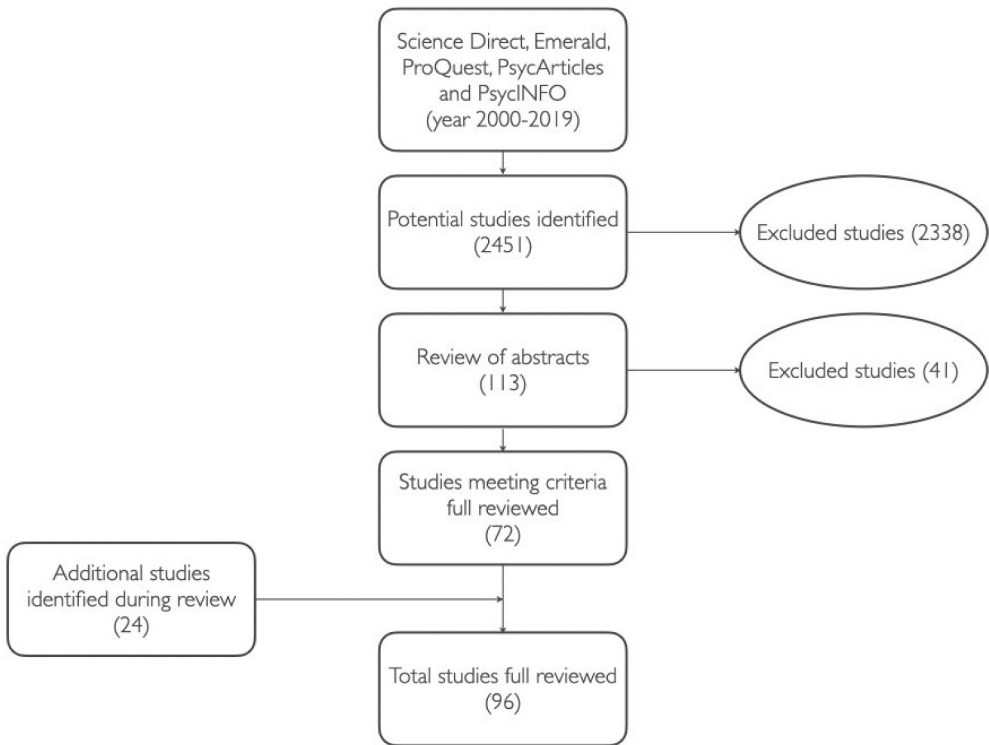 Science Direct, Emerald,
ProQuest, PsycArticles
and PsycINFO
(year 2000-2019)
Potential studies identified
(2451)
Excluded studies (2338)
Review of abstracts
(113)
Excluded studies (41)
Studies meeting criteria
full reviewed
(72)
Additional studies
identified during review
(24)
Total studies full reviewed
(96)